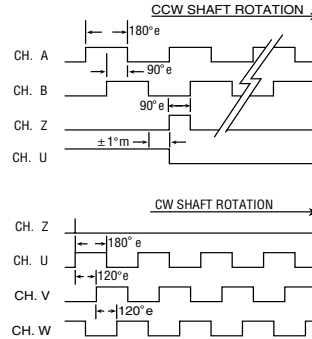 CCW SHAFT ROTATION
180°e
CH. A
90°e
CH. B
90°e
CH. Z
±1°m
CH. U
CW SHAFT ROTATION
CH. Z
180° e
CH. U
120°e
CH. V
120°e
CH. W